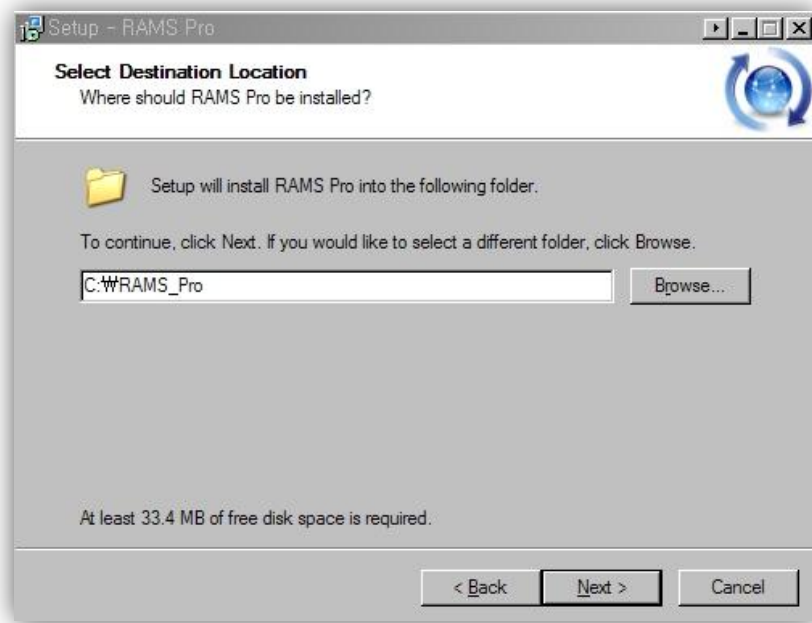 Setup - RAMS Pro
Select Destination Location
Where should RAMS Pro be installed?
Setup will install RAMS Pro into the following folder.
To continue, click Next. If you would like to select a different folder, click Browse.
C:₩RAMS_Pro
Browse...
At least 33.4 MB of free disk space is required.
< Back
Next >
Cancel